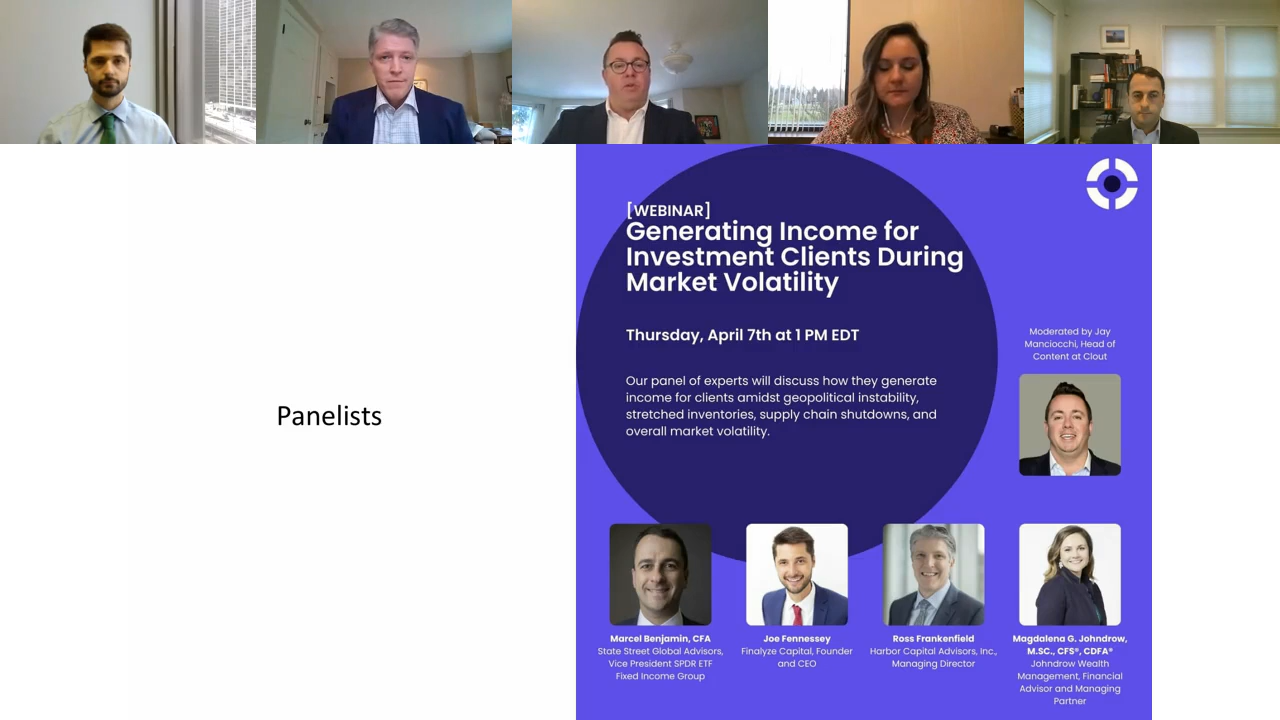 Panelists
[WEBINAR]
Generating Income for
Investment Clients During
Market Volatility
Thursday, April 7th at 1 PM EDT
Our panel of experts will discuss how they generate
income for clients amidst geopolitical instability,
stretched inventories, supply chain shutdowns, and
overall market volatility.
Moderated by Jay
Manciocchi, Head of
Content at Clout
Marcel Benjamin, CFA
State Street Global Advisors,
Vice President SPDR ETF
Fixed Income Group
Joe Fennessey
Finalyze Capital, Founder
and CEO
Ross Frankenfield
Harbor Capital Advisors, Inc.,
Managing Director
Magdalena G. Johndrow,
M.SC., CFS®, CDFA®
Johndrow Wealth
Management, Financial
Advisor and Managing
Partner